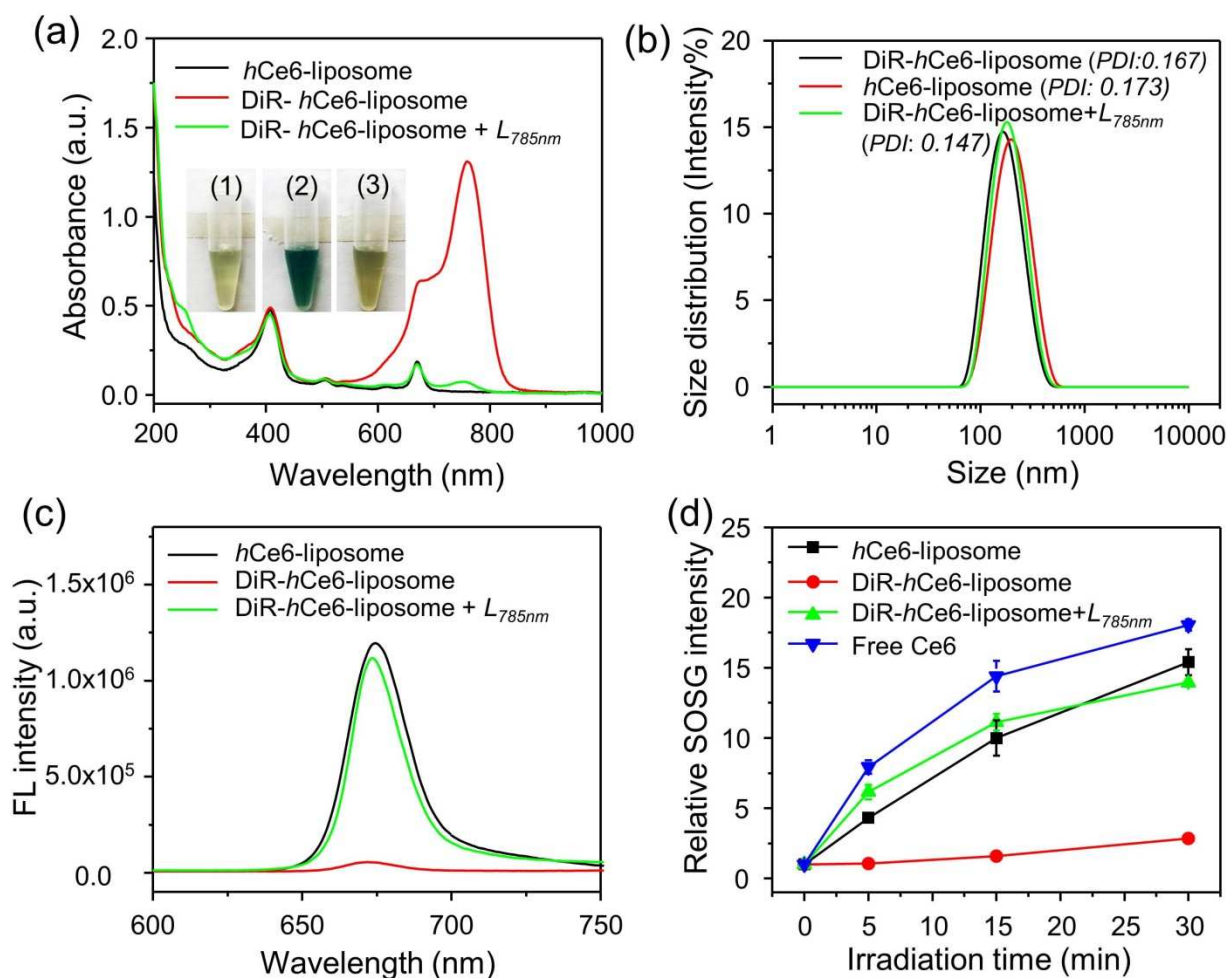 (a)
2.0
1.5
1.0
0.5
0.0
Absorbance (a.u.)
hCe6-liposome
DiR- hCe6-liposome
DiR- hCe6-liposome + L785nm
(1) (2) (3)
200 400 600 800 1000
Wavelength (nm)
(b)
20
15
10
5
0
Size distribution (Intensity%)
DiR-hCe6-liposome (PDI:0.167)
hCe6-liposome (PDI: 0.173)
DiR-hCe6-liposome+L785nm
(PDI: 0.147)
1 10 100 1000 10000
Size (nm)
(c)
1.5x10⁶
1.0x10⁶
5.0x10⁵
0.0
FL intensity (a.u.)
hCe6-liposome
DiR-hCe6-liposome
DiR-hCe6-liposome + L785nm
600 650 700 750
Wavelength (nm)
(d)
25
20
15
10
5
0
Relative SOSG intensity
hCe6-liposome
DiR-hCe6-liposome
DiR-hCe6-liposome+L785nm
Free Ce6
0 5 10 15 20 25 30
Irradiation time (min)